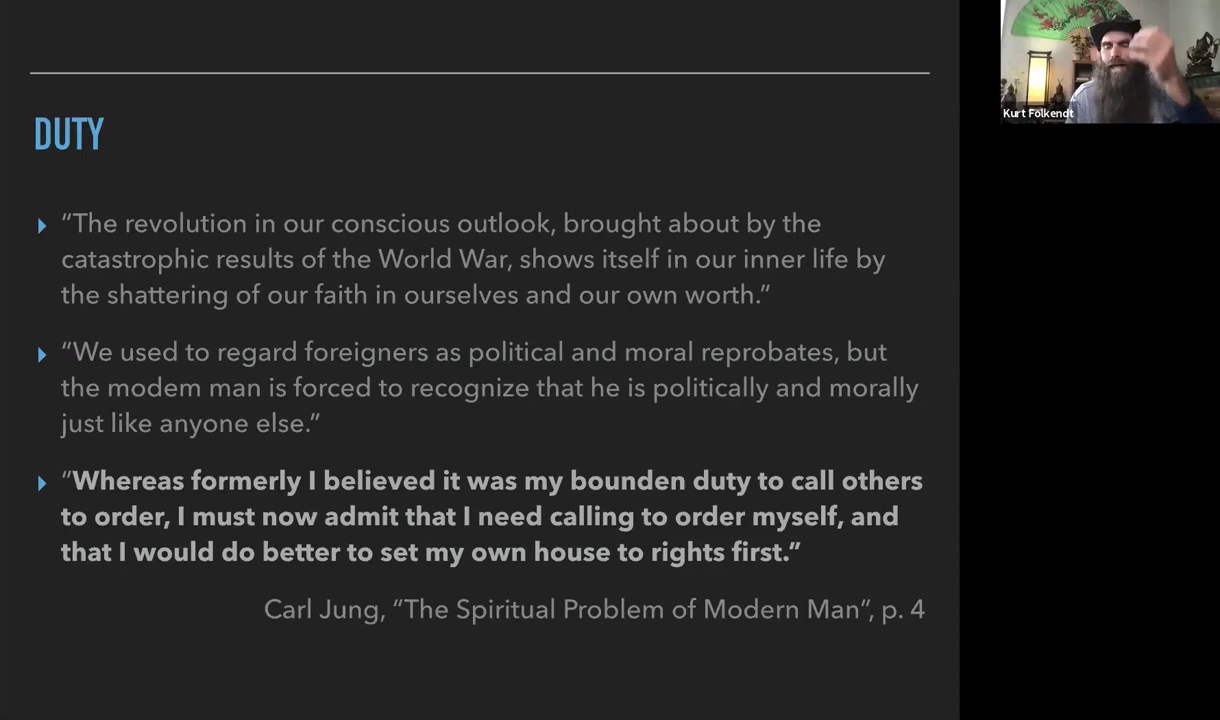 DUTY
“The revolution in our conscious outlook, brought about by the
catastrophic results of the World War, shows itself in our inner life by
the shattering of our faith in ourselves and our own worth.”
“We used to regard foreigners as political and moral reprobates, but
the modem man is forced to recognize that he is politically and morally
just like anyone else.”
“Whereas formerly I believed it was my bounden duty to call others
to order, I must now admit that I need calling to order myself, and
that I would do better to set my own house to rights first.”
Carl Jung, “The Spiritual Problem of Modern Man”, p. 4
Kurt Folkendt